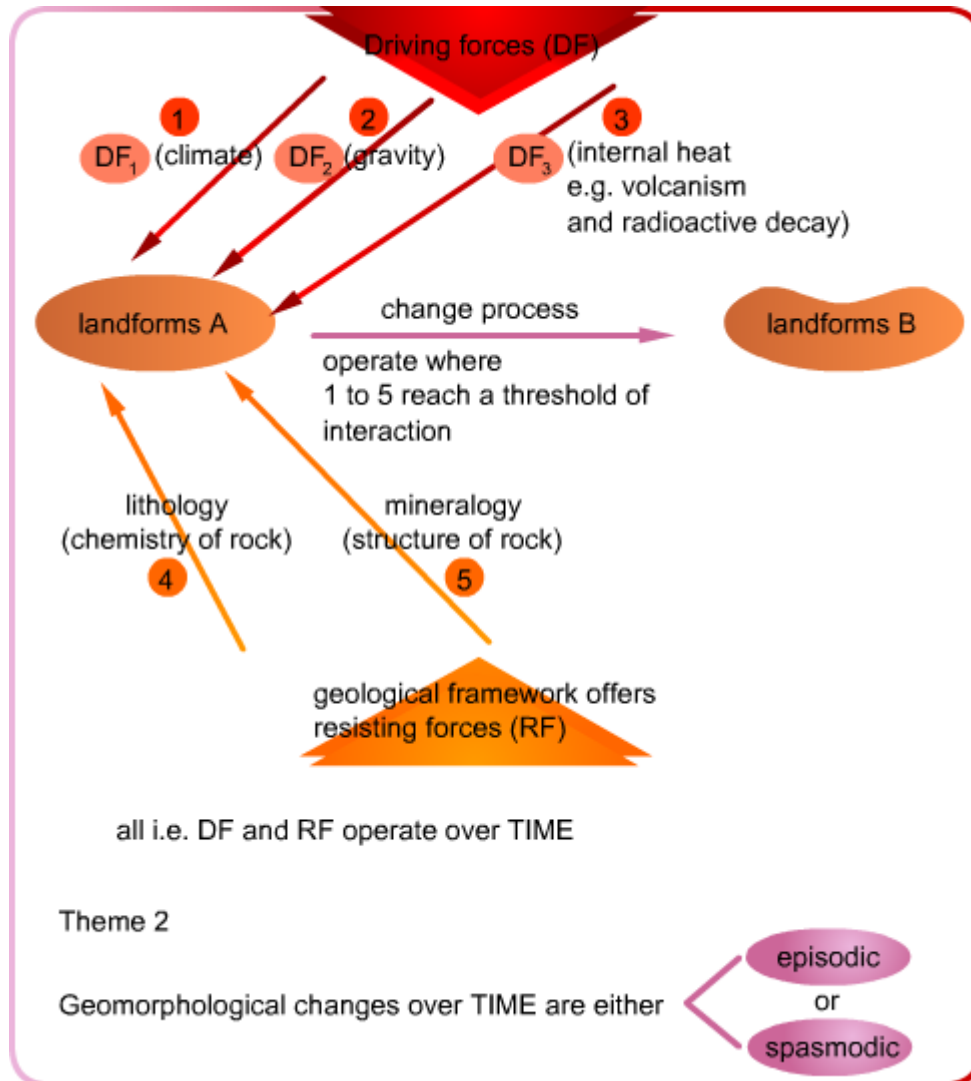 Driving forces (DF)
1
DF1 (climate)
2
DF2 (gravity)
3
DF3 (internal heat
e.g. volcanism
and radioactive decay)
landforms A
change process
landforms B
operate where
1 to 5 reach a threshold of
interaction
lithology
(chemistry of rock)
4
mineralogy
(structure of rock)
5
geological framework offers
resisting forces (RF)
all i.e. DF and RF operate over TIME
Theme 2
Geomorphological changes over TIME are either
episodic
or
spasmodic